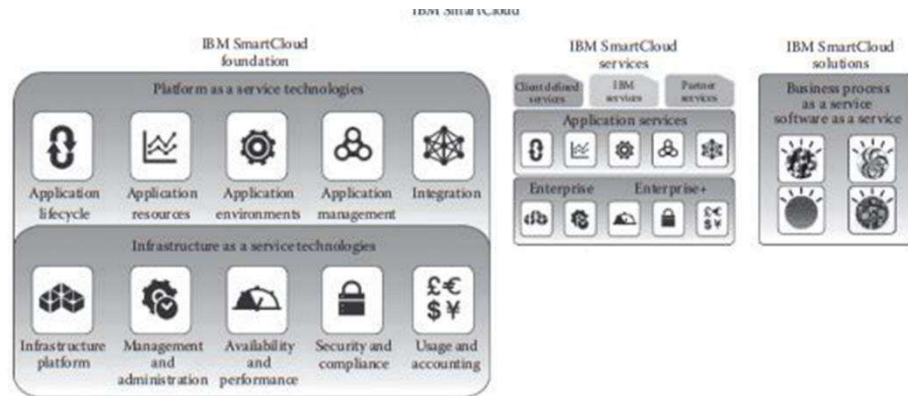 IBM SmartCloud
IBM SmartCloud
foundation
Platform as a service technologies
Application
lifecycle
Application
resources
Application
environments
Application
management
Integration
Infrastructure as a service technologies
Infrastructure
platform
Management
and
administration
Availability
and
performance
Security and
compliance
Usage and
accounting
£ €
$ ¥
IBM SmartCloud
services
Client defined
services
IBM
services
Partner
services
Application services
Enterprise
Enterprise+
£ €
$ ¥
IBM SmartCloud
solutions
Business process
as a service
software as a service